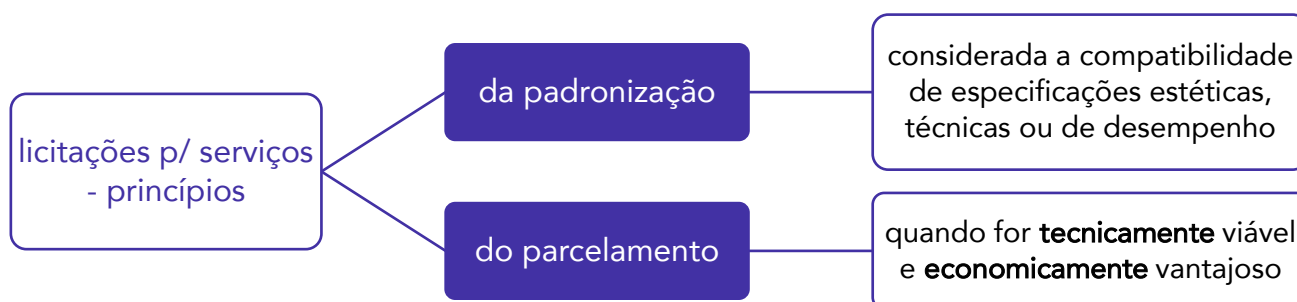 licitações p/ serviços
- princípios
da padronização
considerada a compatibilidade
de especificações estéticas,
técnicas ou de desempenho
do parcelamento
quando for tecnicamente viável
e economicamente vantajoso